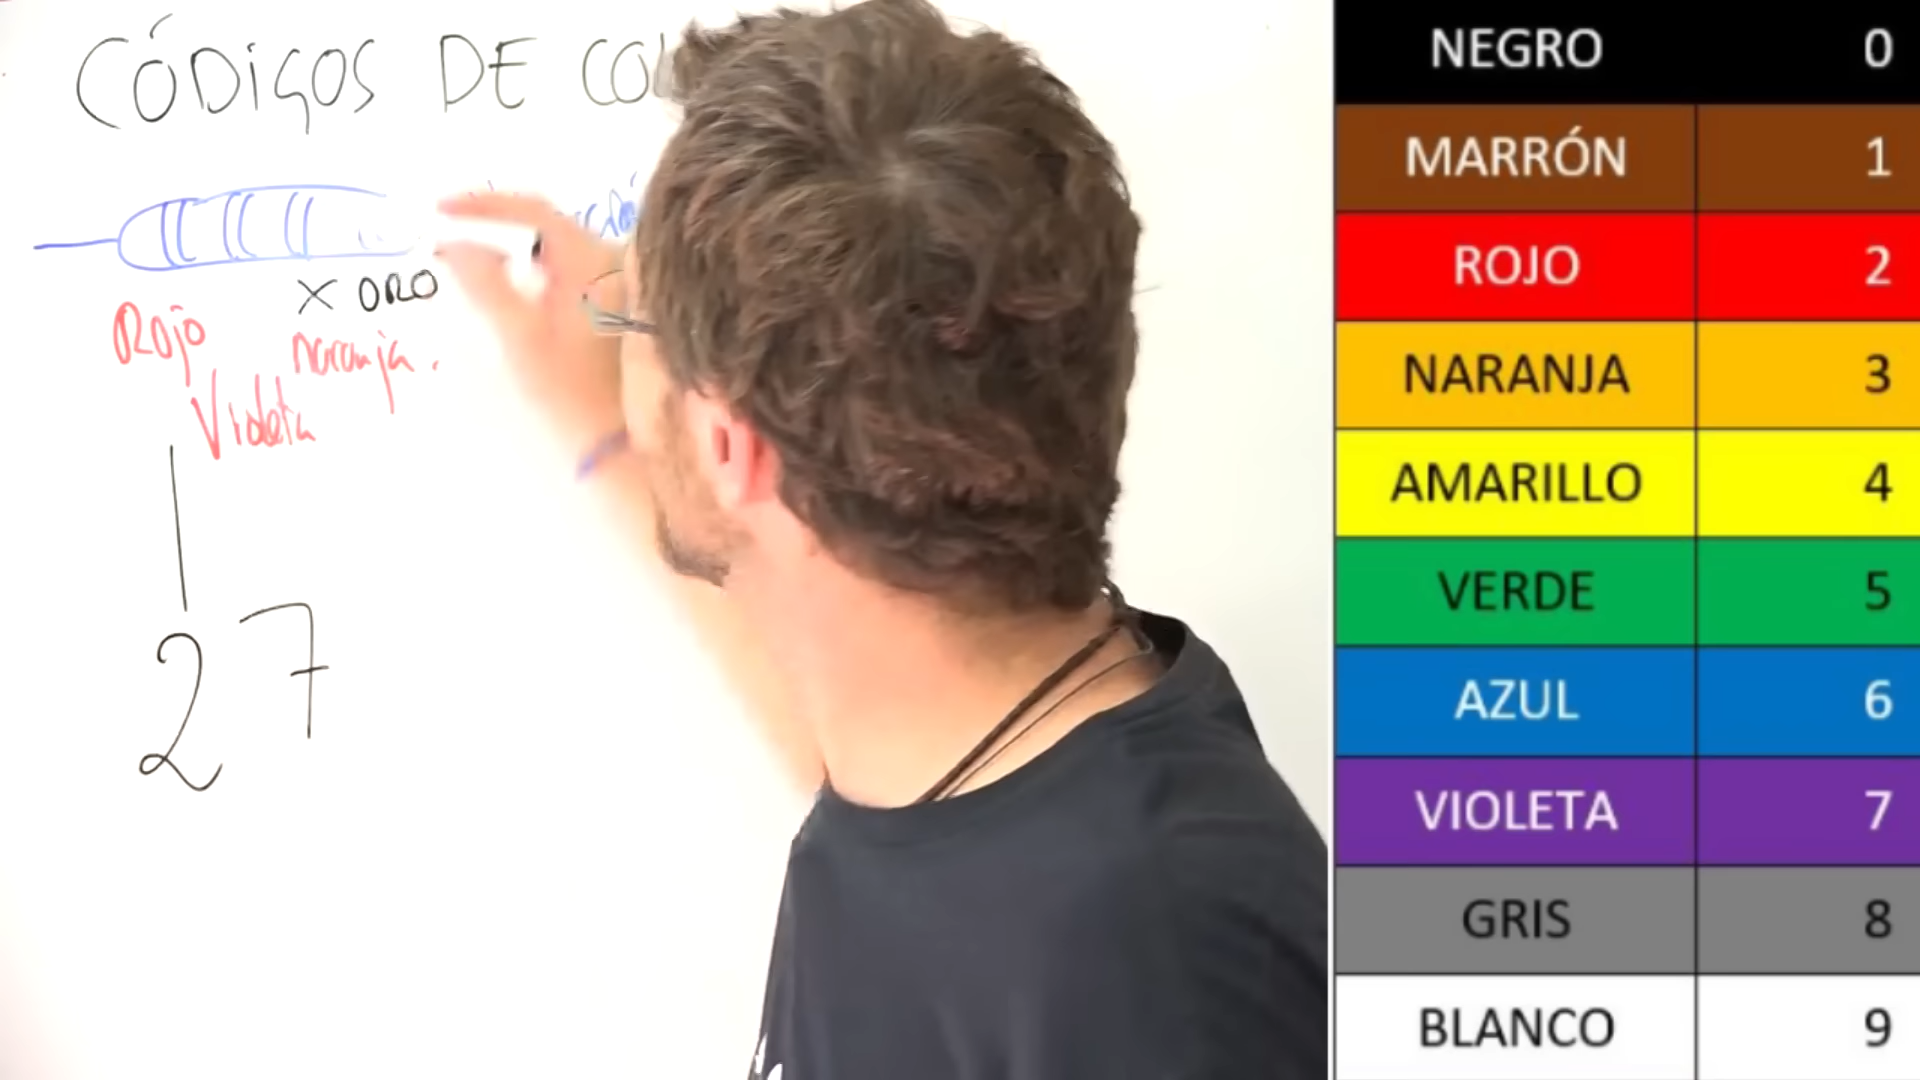 CÓDIGOS DE COL
X ORO
Rojo
naranja.
Violeta
27
NEGRO 0
MARRÓN 1
ROJO 2
NARANJA 3
AMARILLO 4
VERDE 5
AZUL 6
VIOLETA 7
GRIS 8
BLANCO 9